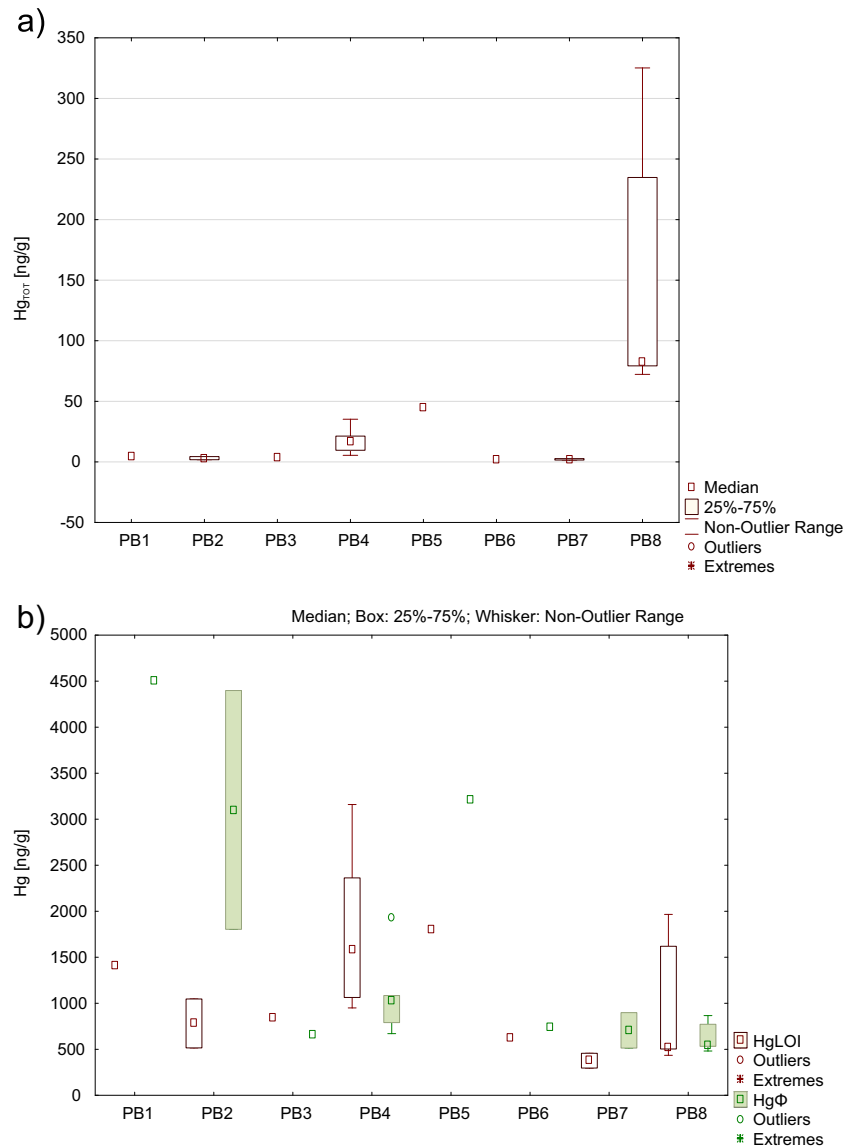 a)
350
300
250
200
150
100
50
0
-50
Hg_TOT [ng/g]
PB1 PB2 PB3 PB4 PB5 PB6 PB7 PB8
Median
25%-75%
Non-Outlier Range
Outliers
Extremes
b)
Median; Box: 25%-75%; Whisker: Non-Outlier Range
5000
4500
4000
3500
3000
2500
2000
1500
1000
500
0
Hg [ng/g]
PB1 PB2 PB3 PB4 PB5 PB6 PB7 PB8
HgLOI
Outliers
Extremes
HgΦ
Outliers
Extremes